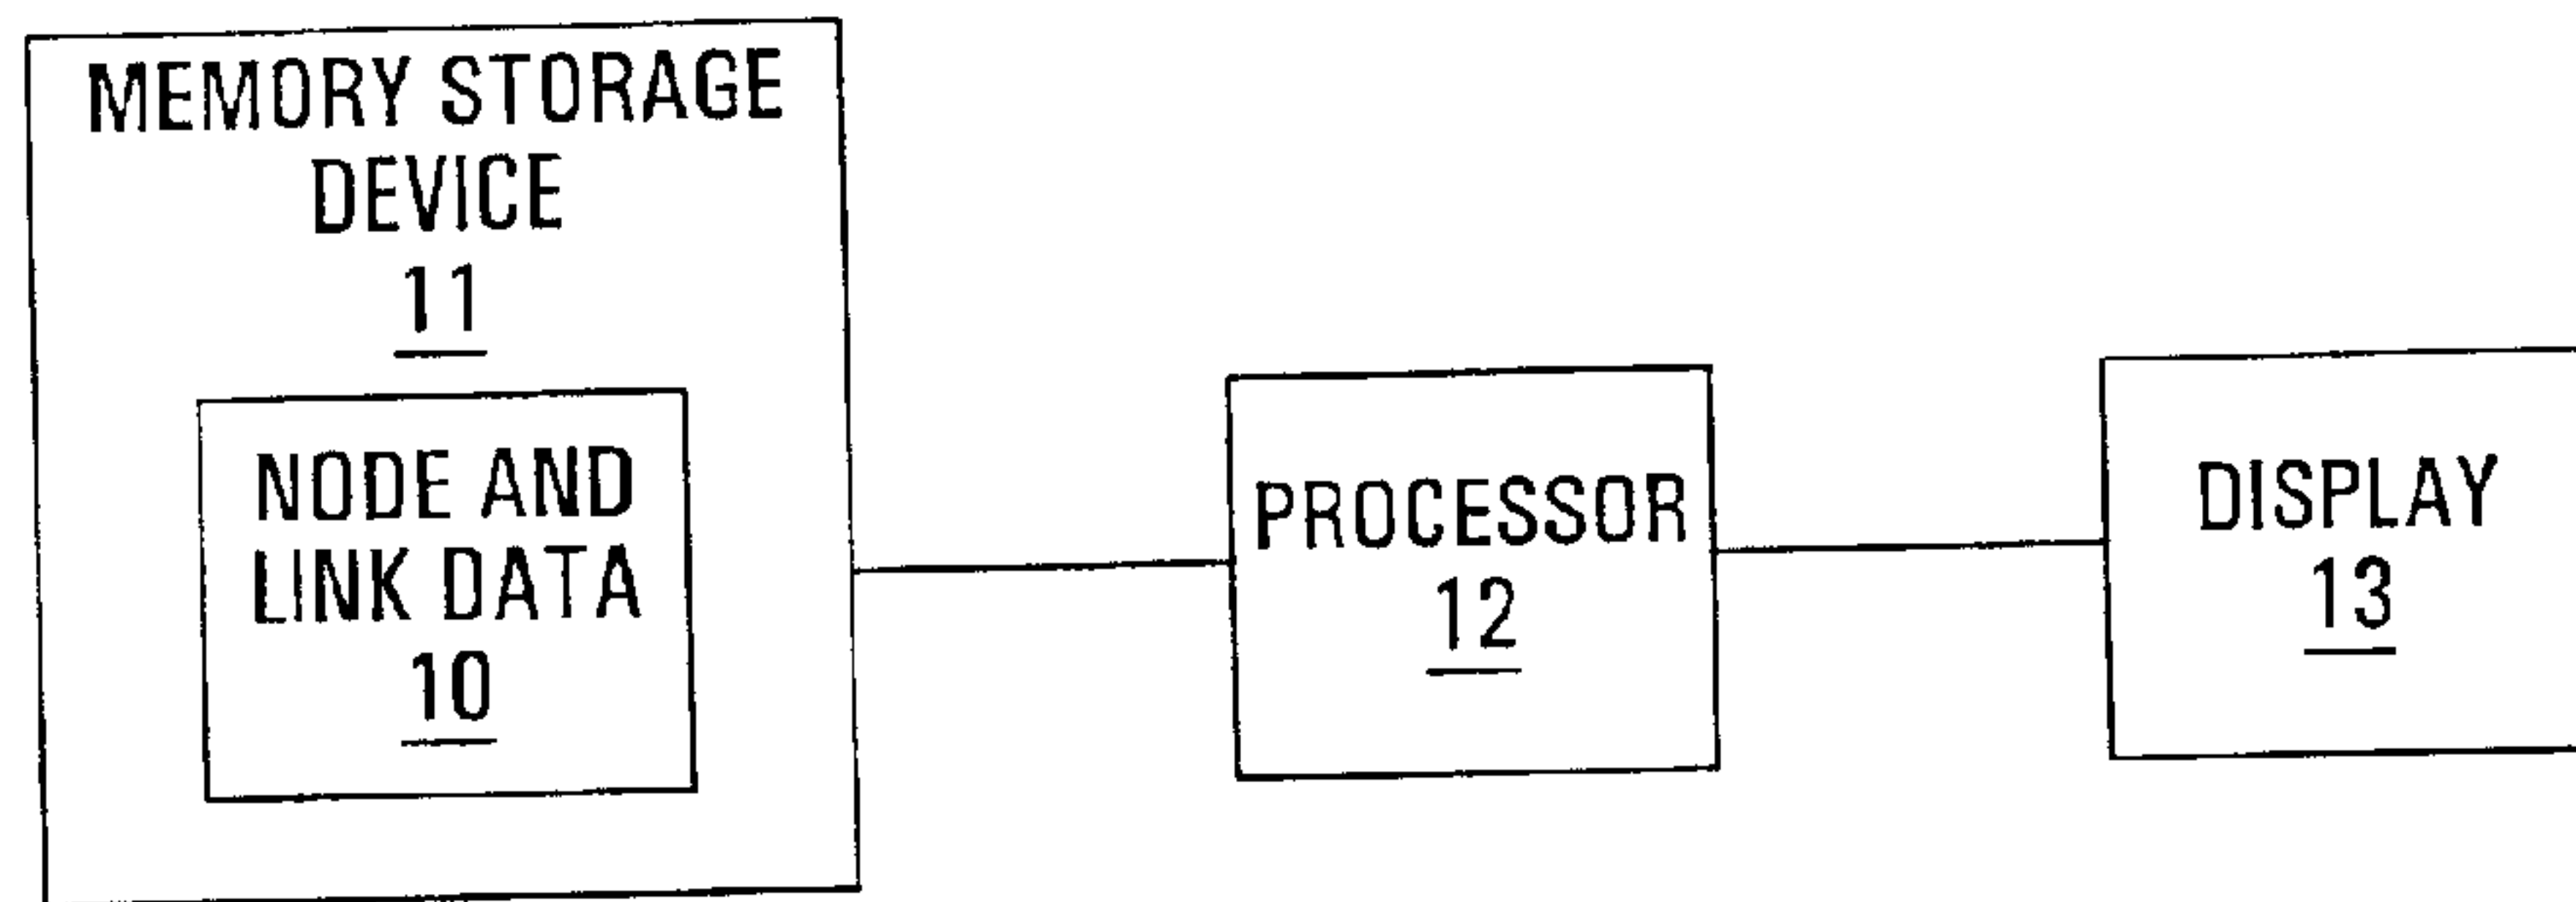 MEMORY STORAGE
DEVICE
11
NODE AND
LINK DATA
10
PROCESSOR
12
DISPLAY
13